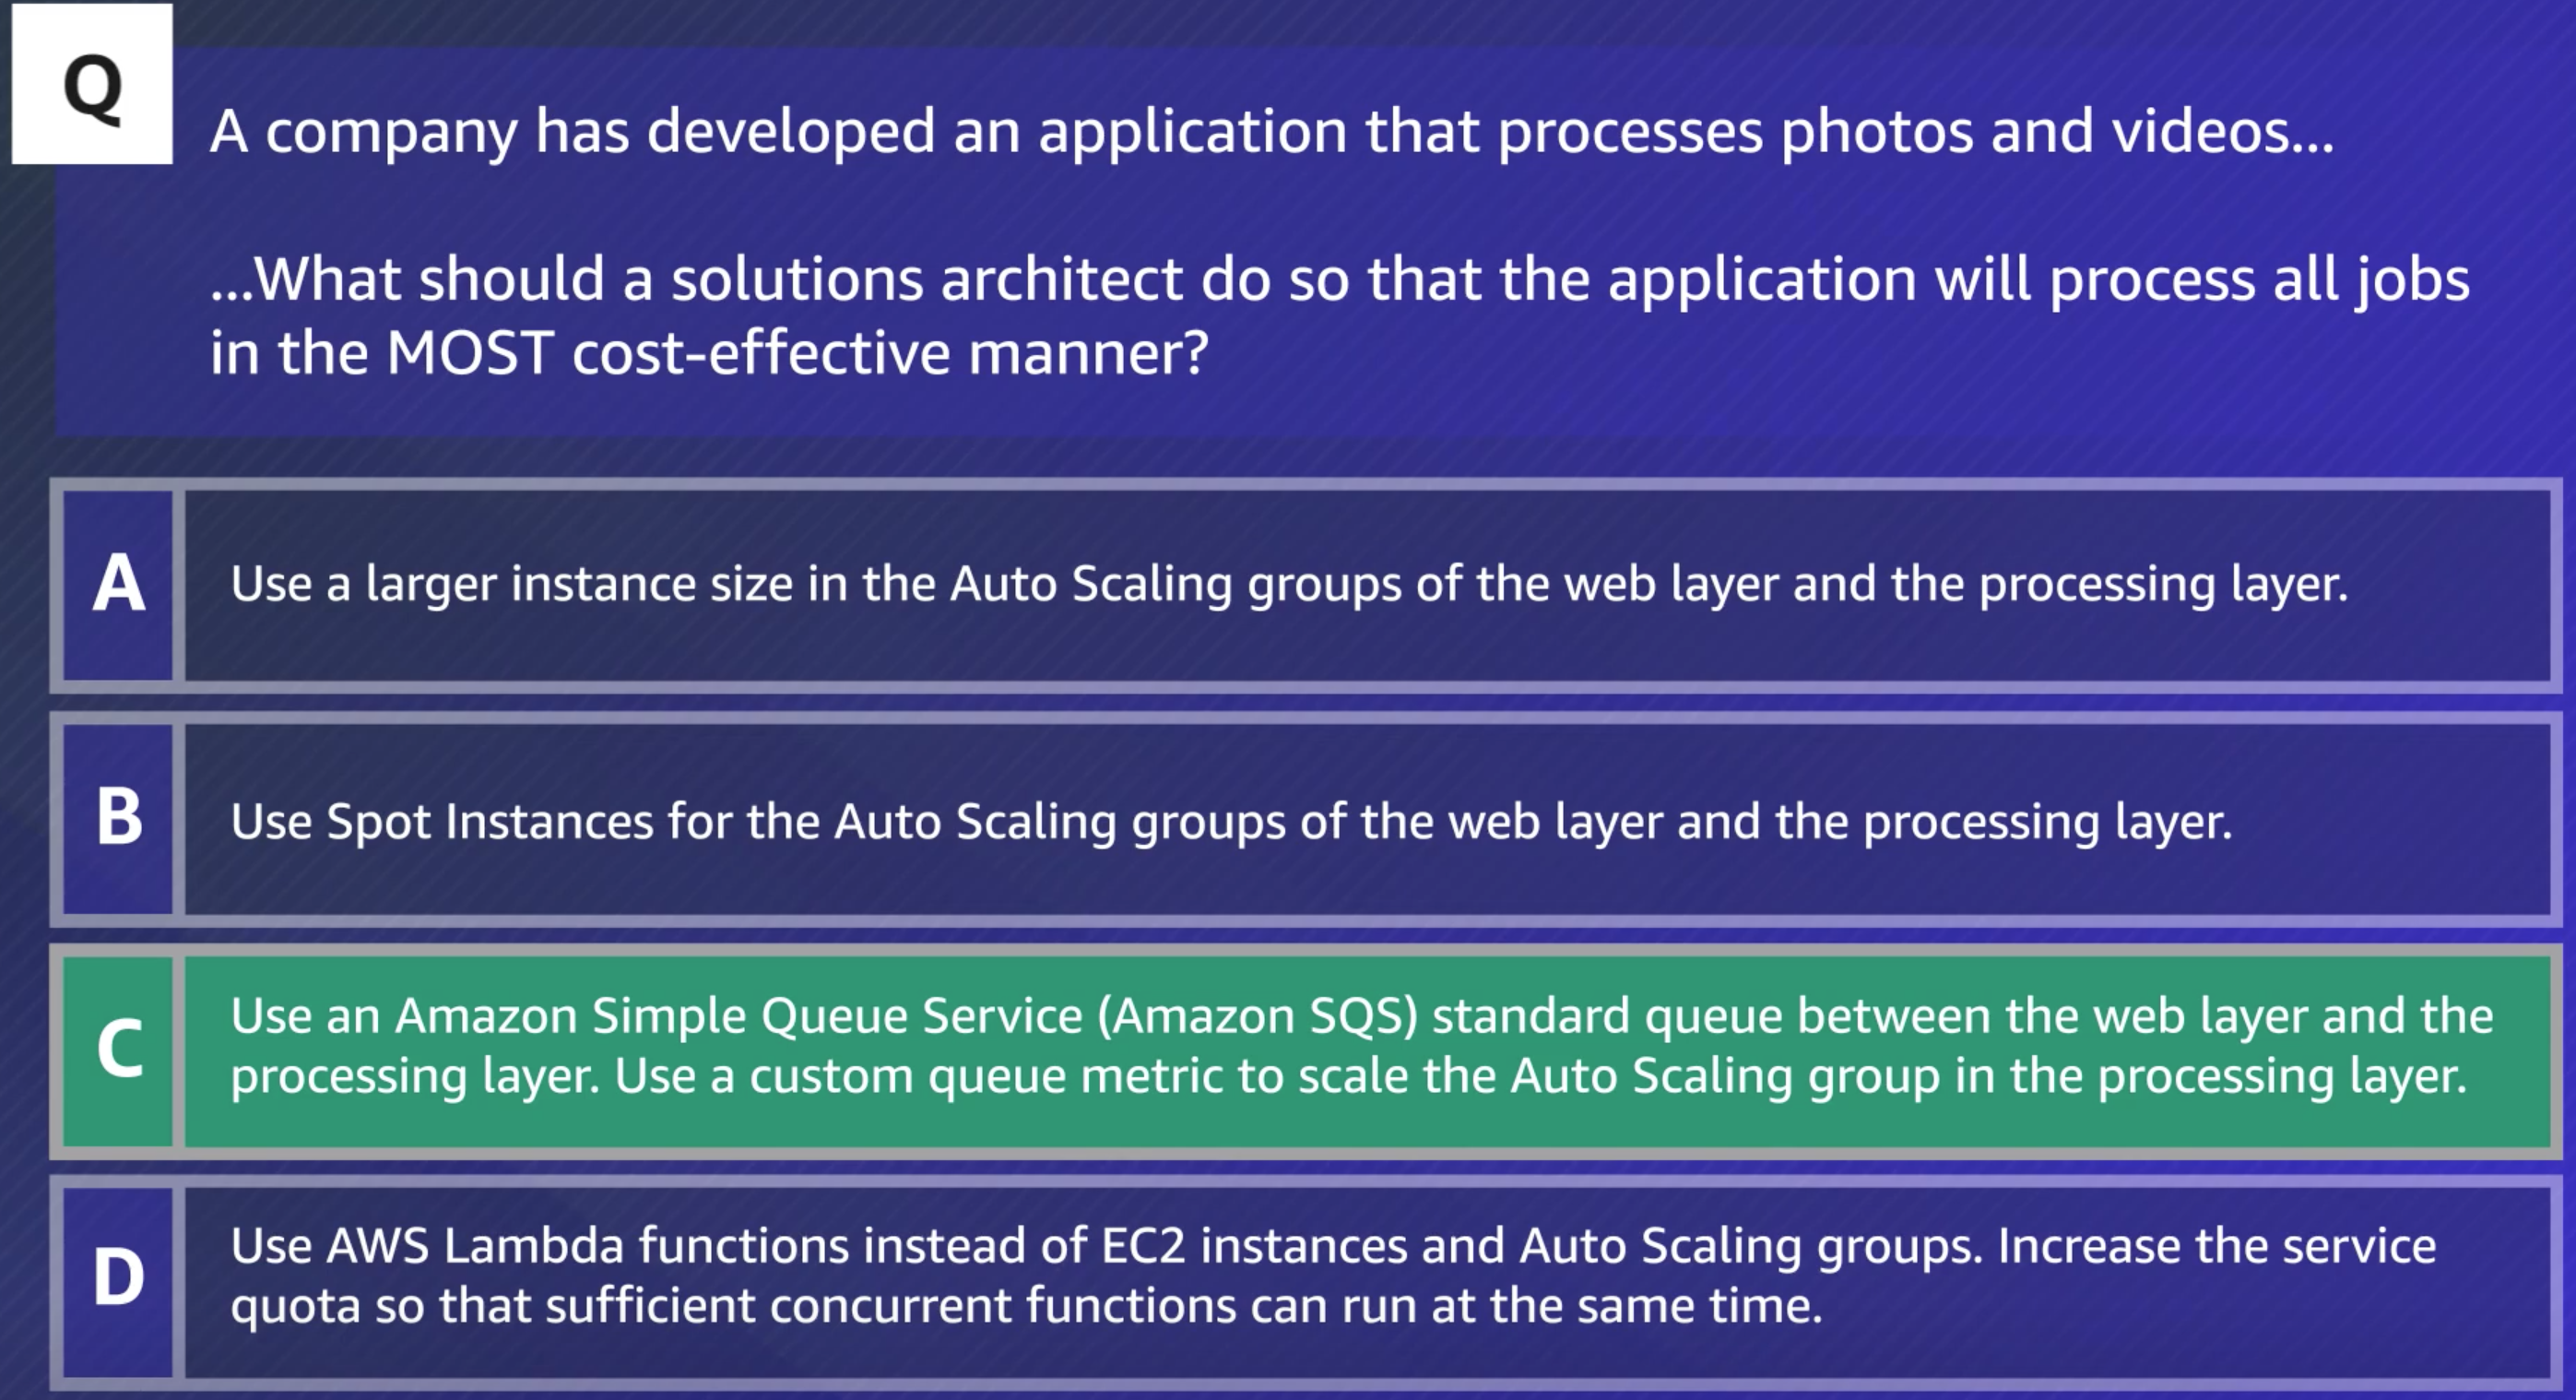 Q
A company has developed an application that processes photos and videos...
...What should a solutions architect do so that the application will process all jobs
in the MOST cost-effective manner?
A
Use a larger instance size in the Auto Scaling groups of the web layer and the processing layer.
B
Use Spot Instances for the Auto Scaling groups of the web layer and the processing layer.
C
Use an Amazon Simple Queue Service (Amazon SQS) standard queue between the web layer and the
processing layer. Use a custom queue metric to scale the Auto Scaling group in the processing layer.
D
Use AWS Lambda functions instead of EC2 instances and Auto Scaling groups. Increase the service
quota so that sufficient concurrent functions can run at the same time.